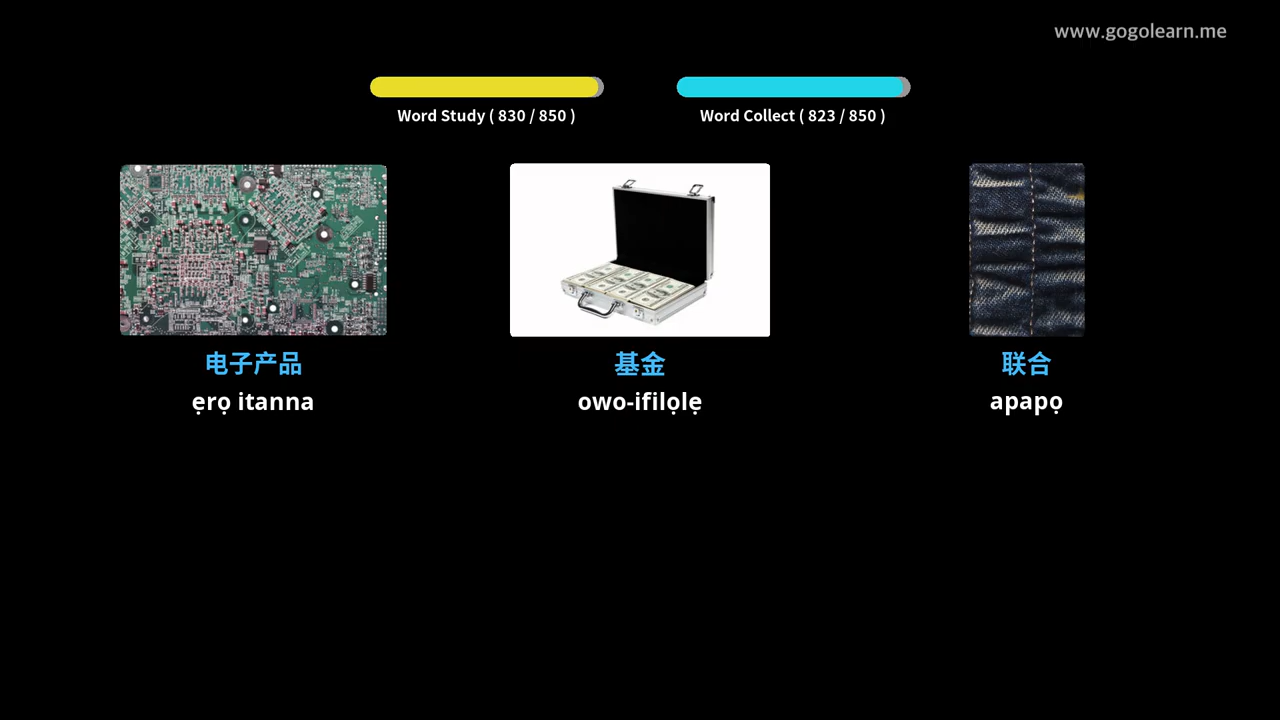 www.gogolearn.me
Word Study ( 830 / 850 )
Word Collect ( 823 / 850 )
电子产品
ẹrọ itanna
基金
owo-ifilọlẹ
联合
apapọ